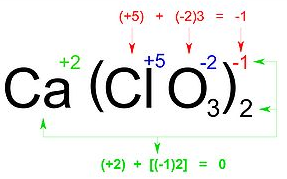 (+5) + (-2)3 = -1
+2 +5 -2 -1
Ca (Cl O3)2
(+2) + [(-1)2] = 0